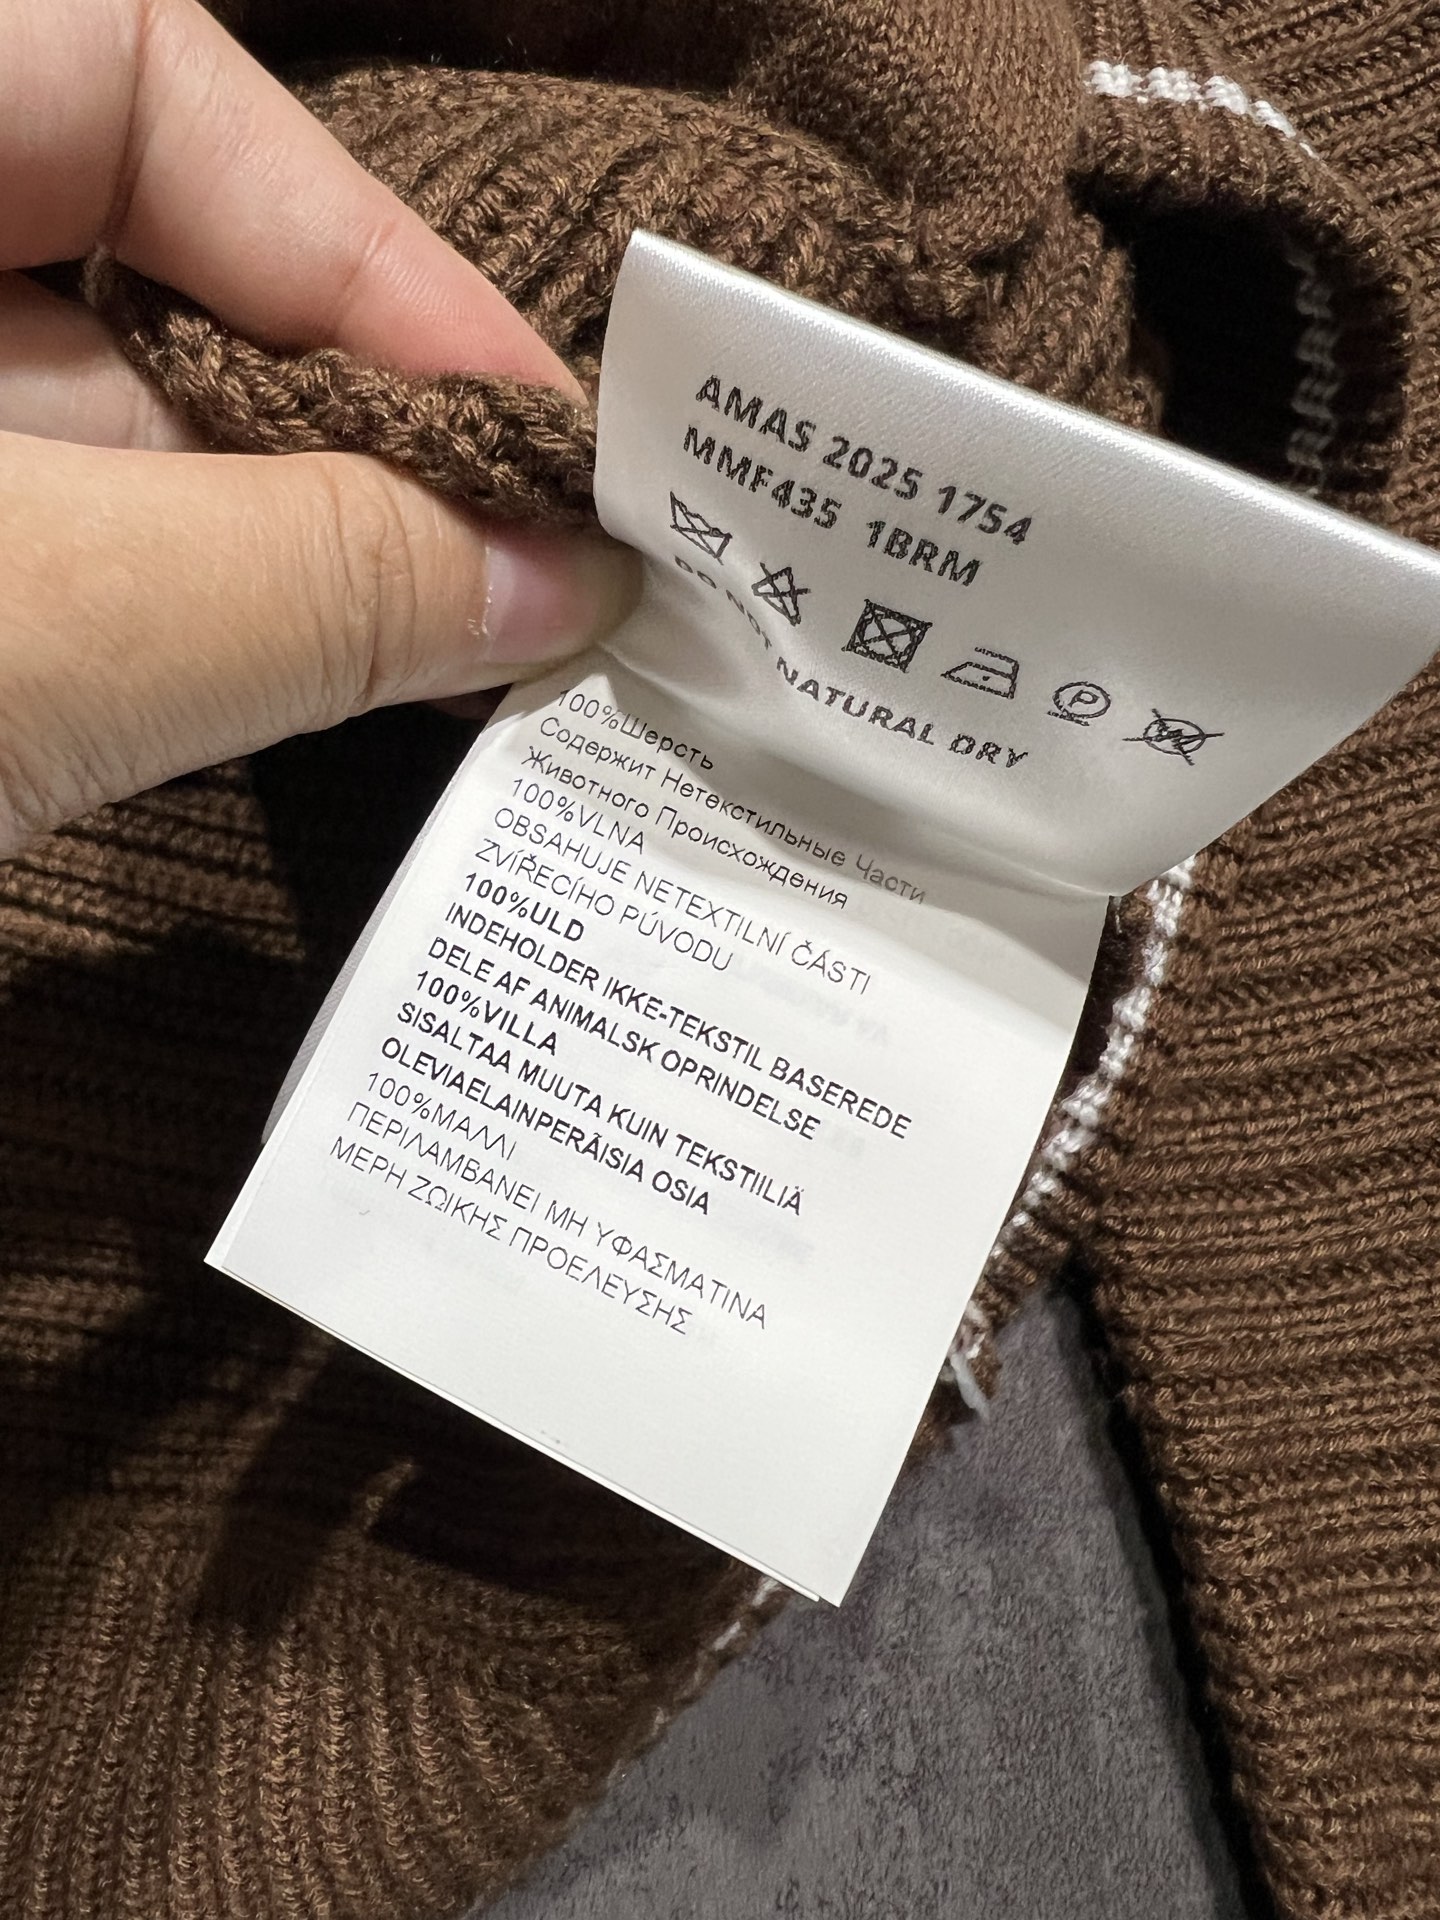 AMAS 2025 1754
MMF435 1BRM
P
W
DO NOT NATURAL DRY
100%Шерсть
Содержит Нетекстильные Части
Животного Происхождения
100%VLNA
OBSAHUJE NETEXTILNÍ ČÁSTI
ZVÍŘECÍHO PÚVODU
100%ULD
INDEHOLDER IKKE-TEKSTIL BASEREDE
DELE AF ANIMALSK OPRINDELSE
100%VILLA
SISALTAA MUUTA KUIN TEKSTIILIÄ
OLEVIAELAINPERÃISIA OSIA
100%ΜΑΛΛΙ
ΠΕΡΙΛΑΜΒΑΝΕΙ ΜΗ ΥΦΑΣΜΑΤΙΝΑ
ΜΕΡΗ ΖΩΙΚΗΣ ΠΡΟΕΛΕΥΣΗΣ